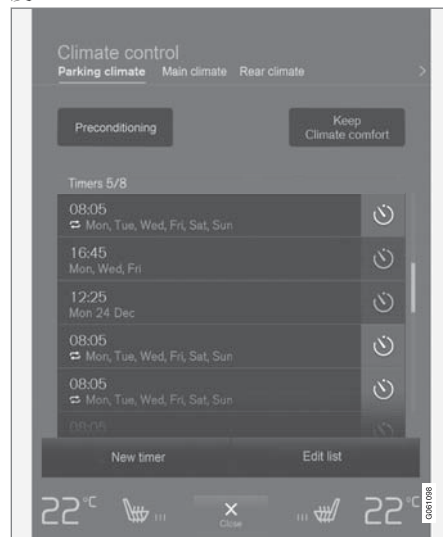 Climate control
Parking climate Main climate Rear climate >
Preconditioning
Keep
Climate comfort
Timers 5/8
08:05
Mon, Tue, Wed, Fri, Sat, Sun
16:45
Mon, Wed, Fri
12:25
Mon 24 Dec
08:05
Mon, Tue, Wed, Fri, Sat, Sun
08:05
Mon, Tue, Wed, Fri, Sat, Sun
08:05
New timer Edit list
22°C 22°C
Close
G061098